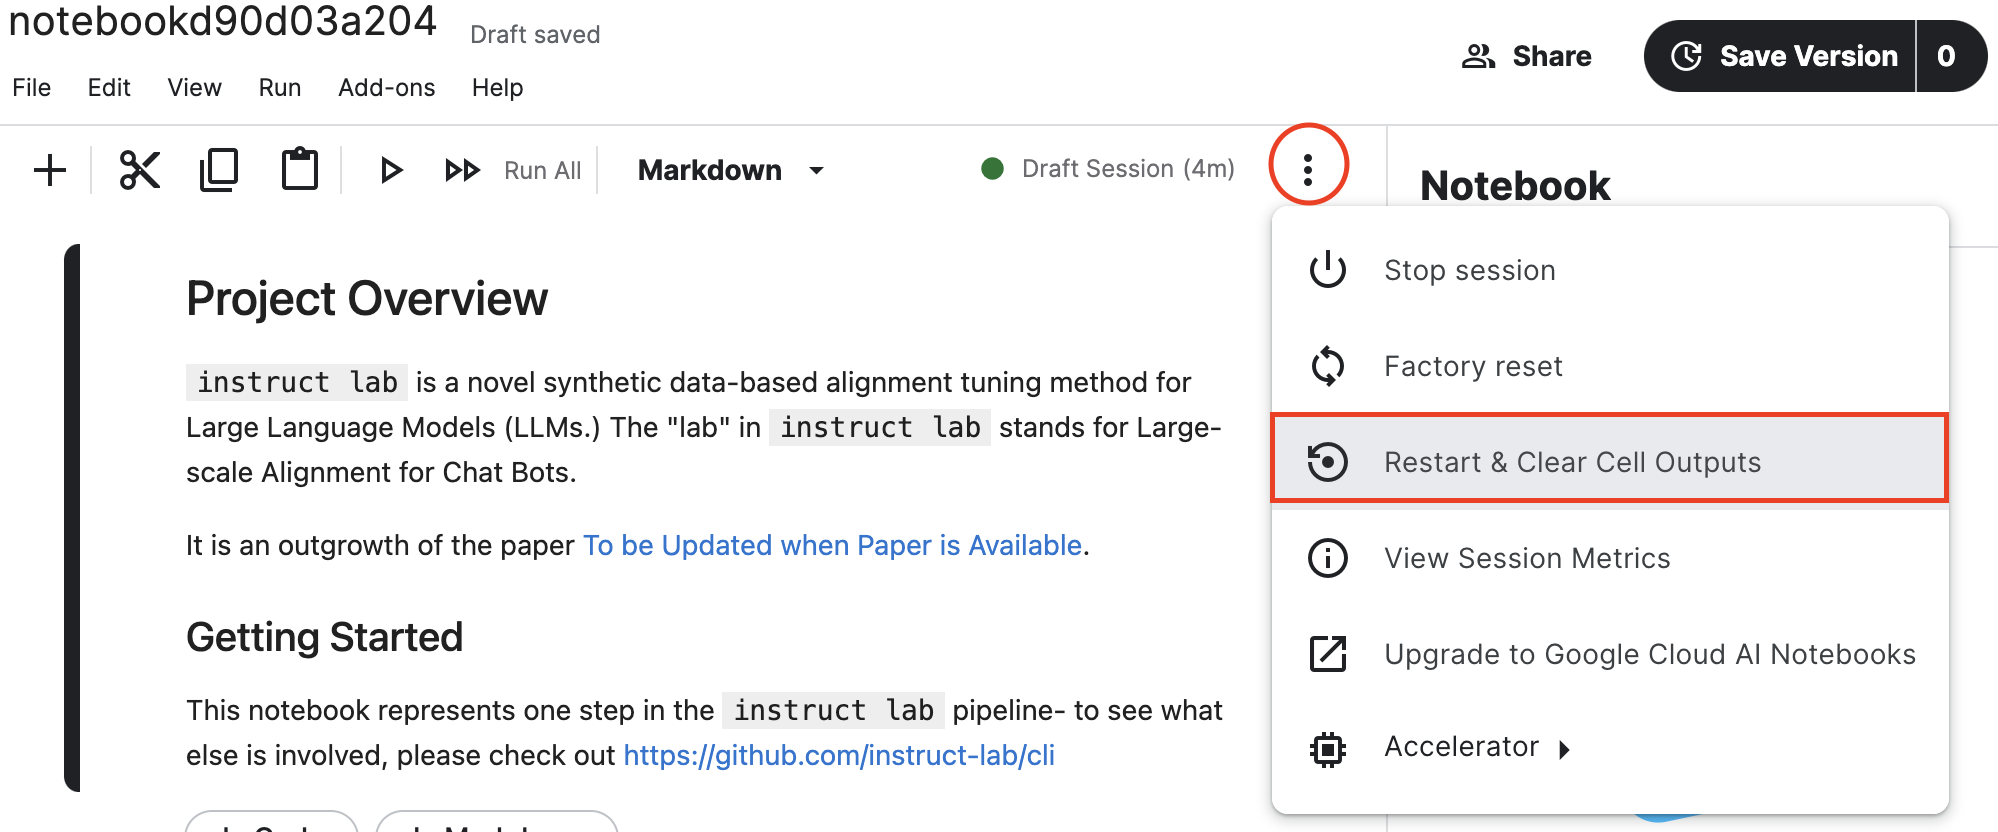 notebookd90d03a204
Draft saved
File Edit View Run Add-ons Help
Share
Save Version 0
Run All
Markdown
Draft Session (4m)
Notebook
Project Overview
instruct lab is a novel synthetic data-based alignment tuning method for
Large Language Models (LLMs.) The "lab" in instruct lab stands for Large-
scale Alignment for Chat Bots.
It is an outgrowth of the paper To be Updated when Paper is Available.
Getting Started
This notebook represents one step in the instruct lab pipeline- to see what
else is involved, please check out https://github.com/instruct-lab/cli
Stop session
Factory reset
Restart & Clear Cell Outputs
View Session Metrics
Upgrade to Google Cloud AI Notebooks
Accelerator